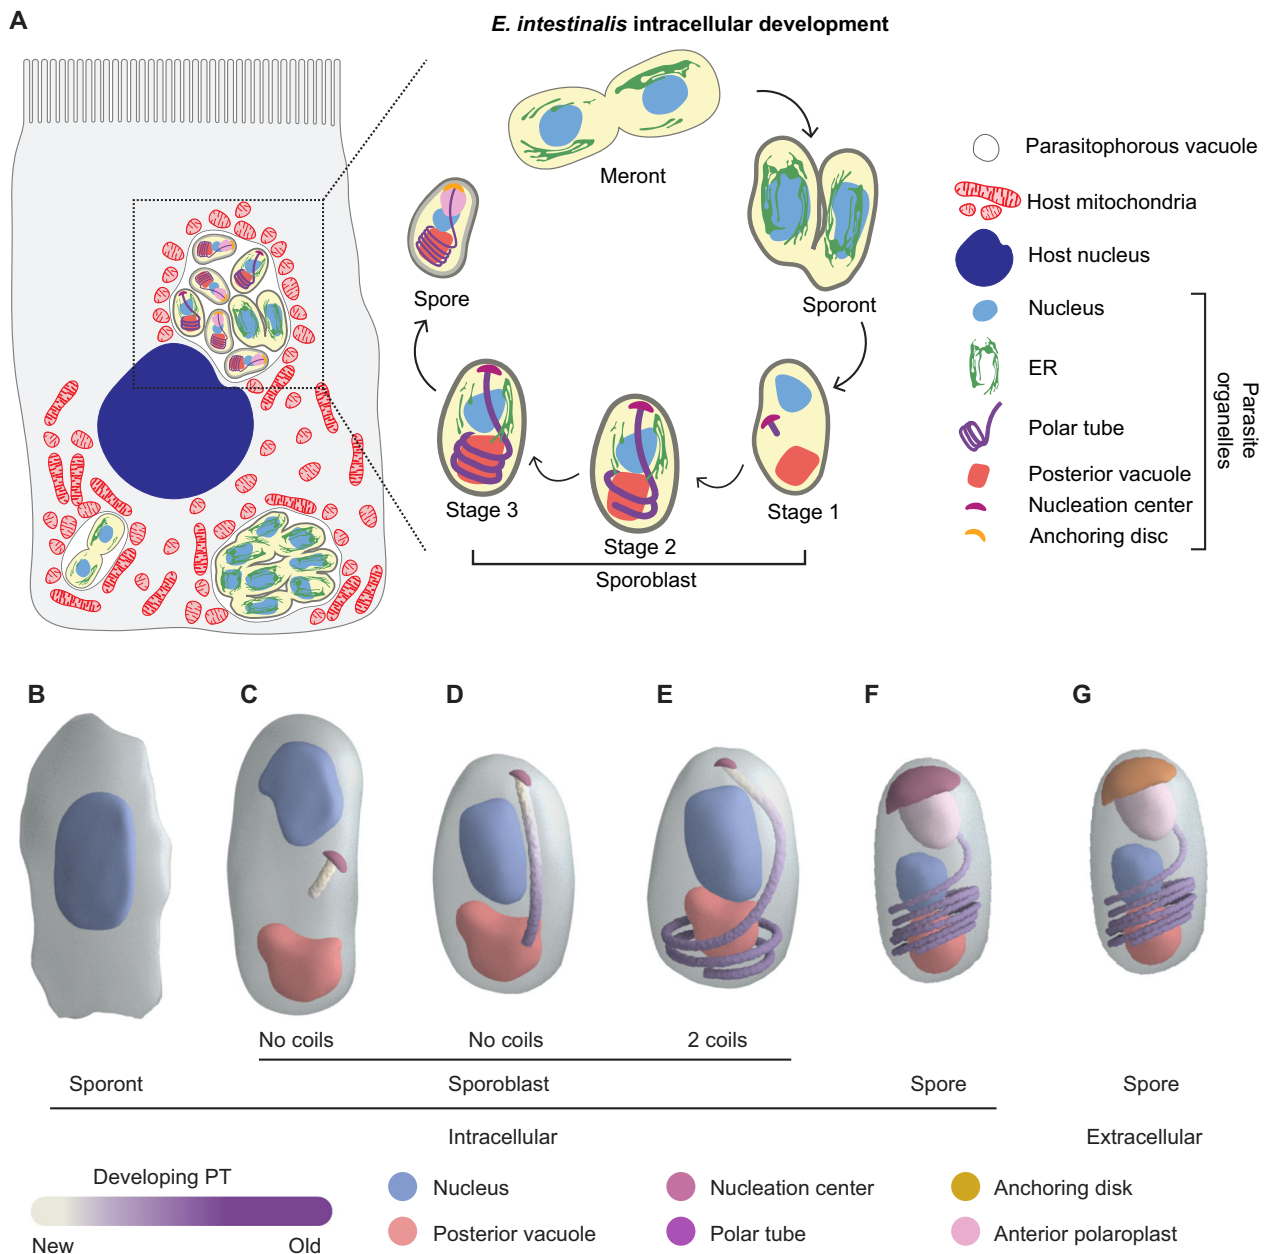 A
E. intestinalis intracellular development
Meront
Sporont
Spore
Stage 3
Stage 2
Stage 1
Sporoblast
Parasitophorous vacuole
Host mitochondria
Host nucleus
Nucleus
ER
Polar tube
Posterior vacuole
Nucleation center
Anchoring disc
Parasite
organelles
B
C
D
E
F
G
No coils
No coils
2 coils
Sporont
Sporoblast
Spore
Spore
Intracellular
Extracellular
Developing PT
New
Old
Nucleus
Nucleation center
Anchoring disk
Posterior vacuole
Polar tube
Anterior polaroplast